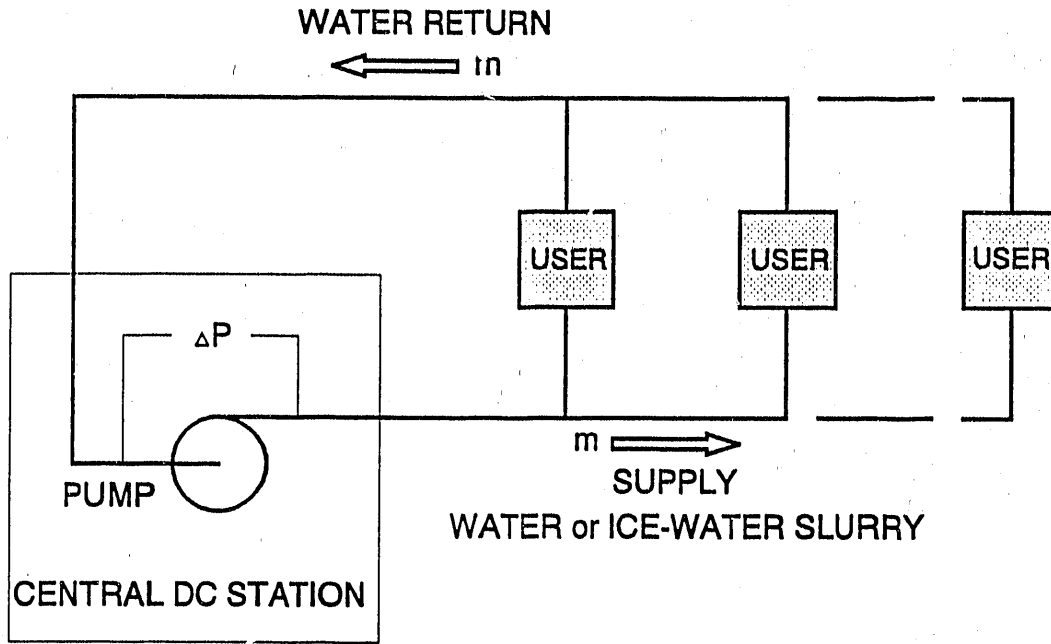 WATER RETURN
m
USER USER USER
ΔP
m
PUMP
SUPPLY
WATER or ICE-WATER SLURRY
CENTRAL DC STATION